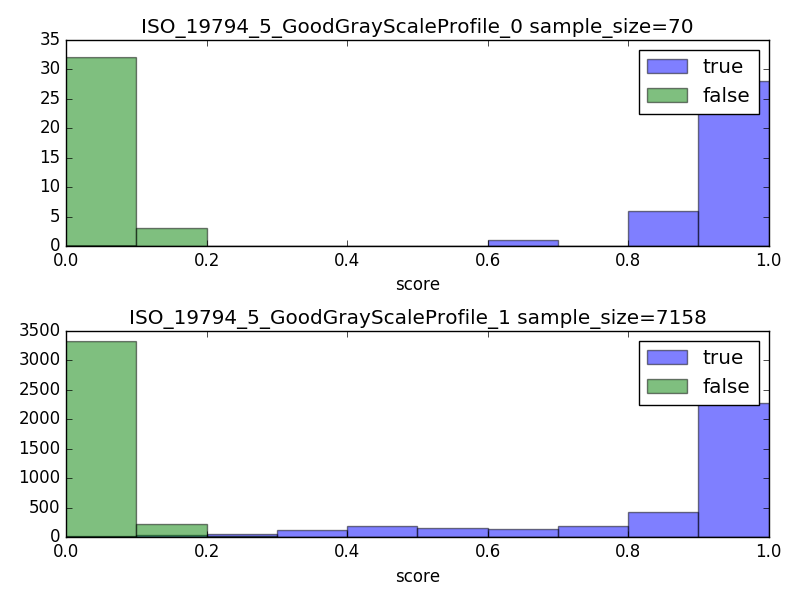 ISO_19794_5_GoodGrayScaleProfile_0 sample_size=70
35
30
25
20
15
10
5
0
true
false
0.0 0.2 0.4 0.6 0.8 1.0
score
ISO_19794_5_GoodGrayScaleProfile_1 sample_size=7158
3500
3000
2500
2000
1500
1000
500
0
true
false
0.0 0.2 0.4 0.6 0.8 1.0
score